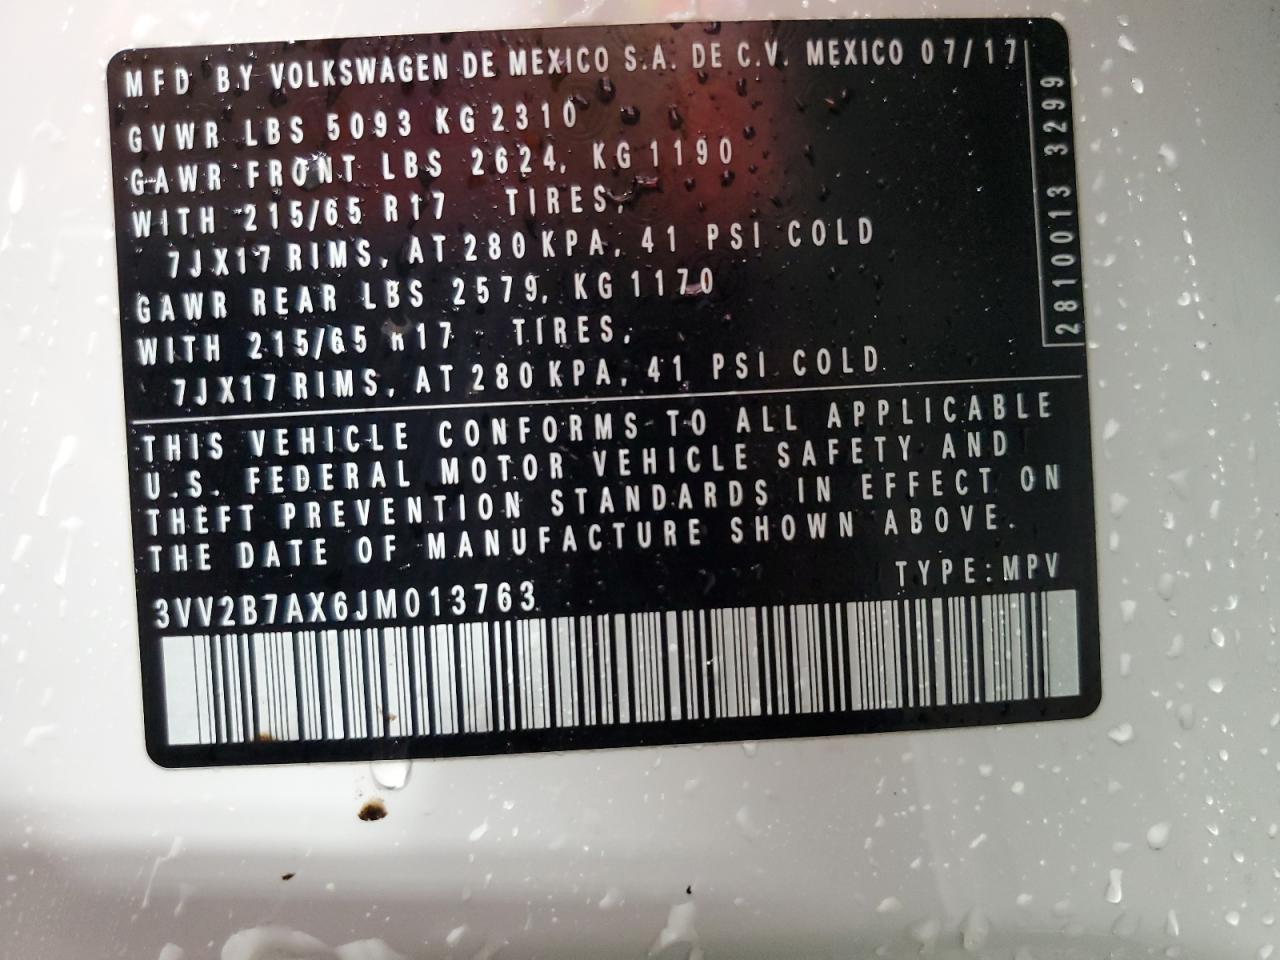 MFD BY VOLKSWAGEN DE MEXICO S.A. DE C.V. MEXICO 07/17
GVWR LBS 5093 KG 2310
GAWR FRONT LBS 2624, KG 1190
WITH 215/65 R17 TIRES,
7JX17 RIMS, AT 280 KPA, 41 PSI COLD
GAWR REAR LBS 2579, KG 1170
WITH 215/65 R17 TIRES,
7JX17 RIMS, AT 280 KPA, 41 PSI COLD
2810013 3299
THIS VEHICLE CONFORMS TO ALL APPLICABLE
U.S. FEDERAL MOTOR VEHICLE SAFETY AND
THEFT PREVENTION STANDARDS IN EFFECT ON
THE DATE OF MANUFACTURE SHOWN ABOVE.
TYPE: MPV
3VV2B7AX6JM013763